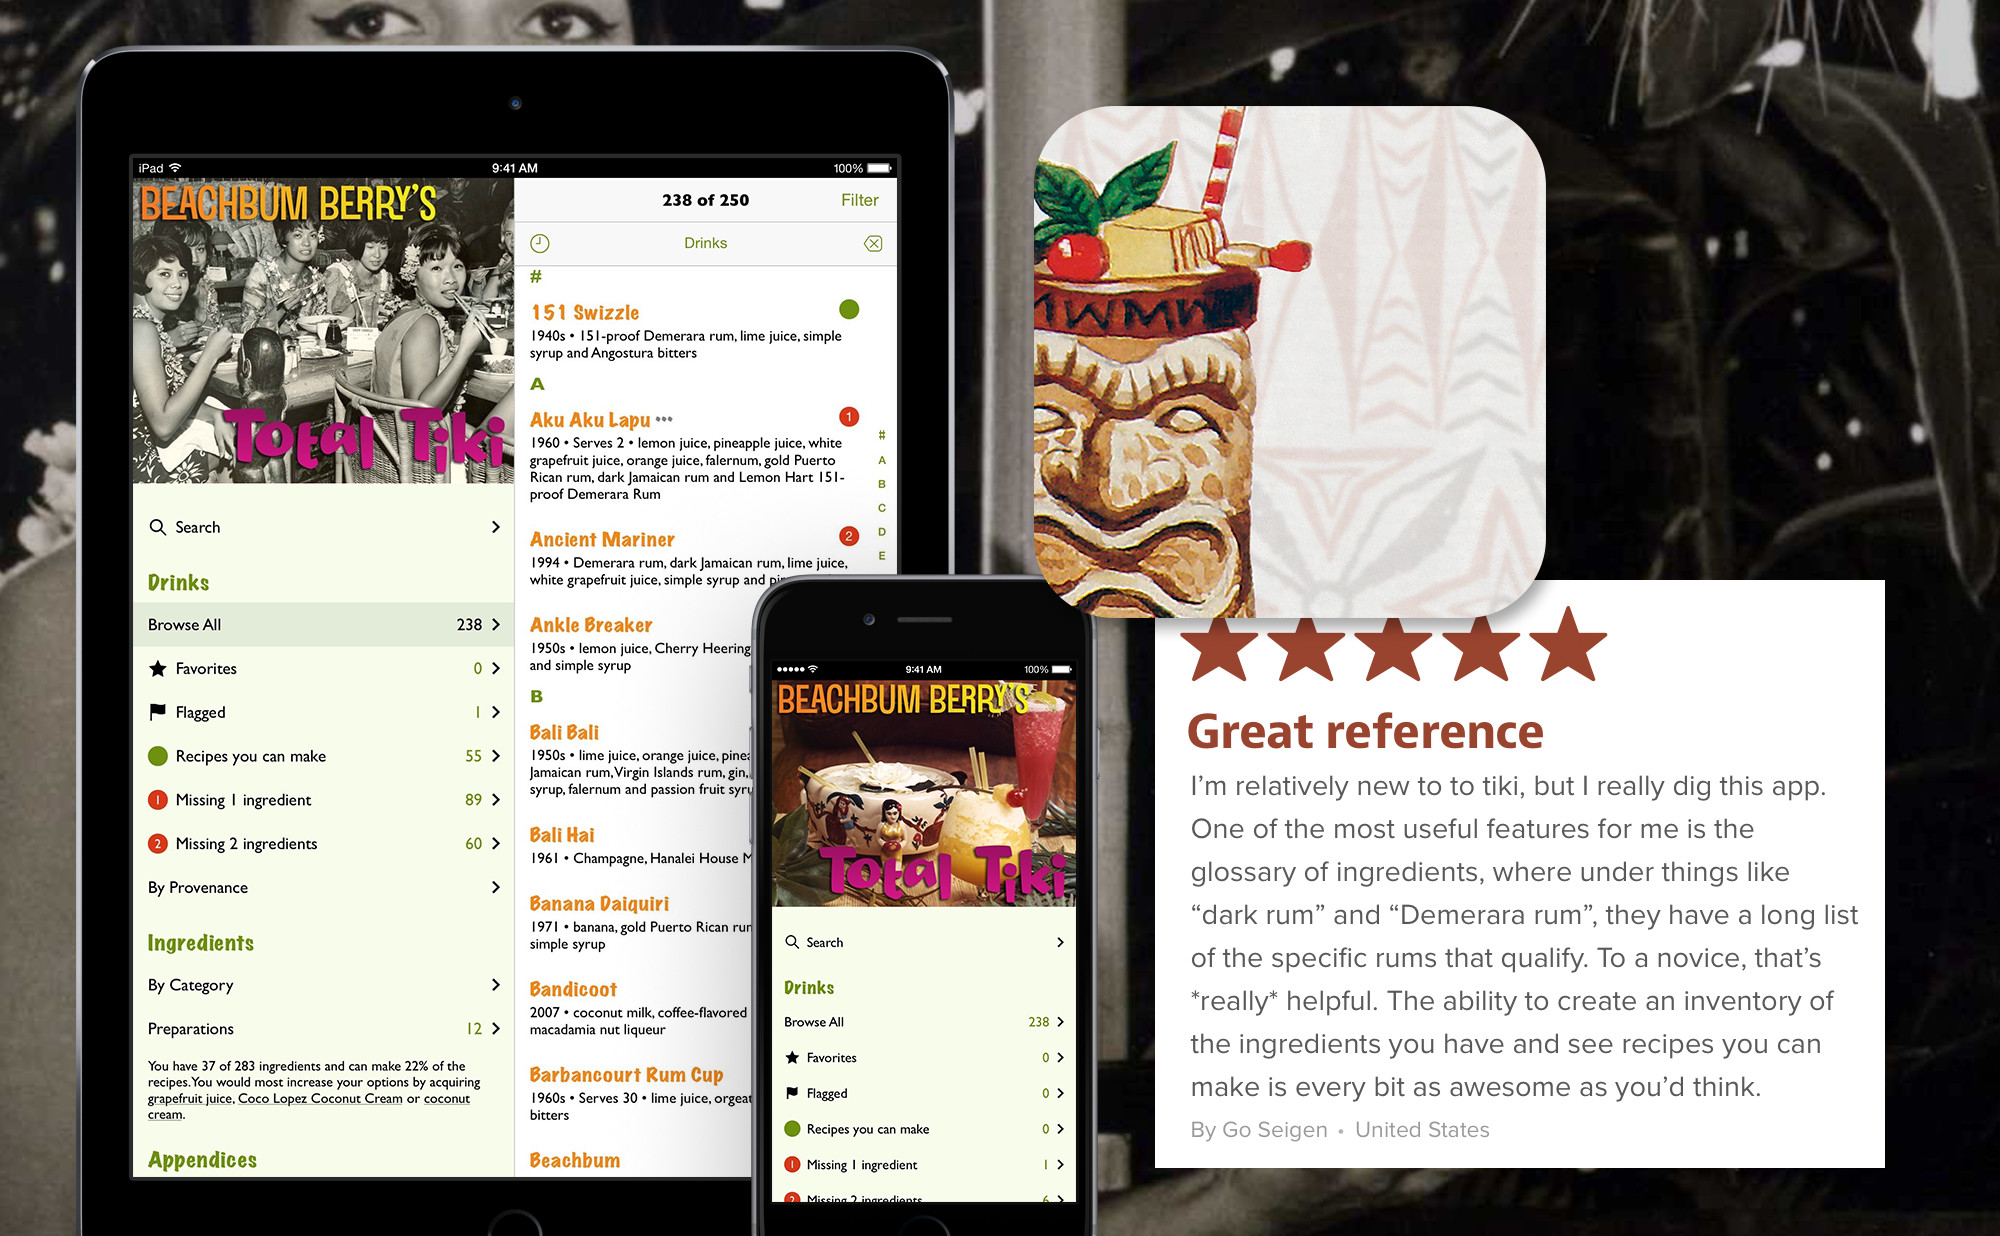 iPad 9:41 AM 100%
BEACHBUM BERRY'S
Total Tiki
Search
Drinks
Browse All 238
Favorites 0
Flagged 1
Recipes you can make 55
1 Missing 1 ingredient 89
2 Missing 2 ingredients 60
By Provenance
Ingredients
By Category
Preparations 12
You have 37 of 283 ingredients and can make 22% of the
recipes. You would most increase your options by acquiring
grapefruit juice, Coco Lopez Coconut Cream or coconut
cream.
Appendices
238 of 250 Filter
Drinks
#
151 Swizzle
1940s • 151-proof Demerara rum, lime juice, simple
syrup and Angostura bitters
A
Aku Aku Lapu ••• 1
1960 • Serves 2 • lemon juice, pineapple juice, white
grapefruit juice, orange juice, falernum, gold Puerto
Rican rum, dark Jamaican rum and Lemon Hart 151-
proof Demerara Rum
Ancient Mariner 2
1994 • Demerara rum, dark Jamaican rum, lime juice,
white grapefruit juice, simple syrup and
Ankle Breaker
1950s • lemon juice, Cherry Heering
and simple syrup
B
Bali Bali
1950s • lime juice, orange juice,
Jamaican rum, Virgin Islands rum, gin,
syrup, falernum and passion fruit
Bali Hai
1961 • Champagne, Hanalei House
Banana Daiquiri
1971 • banana, gold Puerto Rican rum
simple syrup
Bandicoot
2007 • coconut milk, coffee-flavored
macadamia nut liqueur
Barbancourt Rum Cup
1960s • Serves 30 • lime juice, orgeat
bitters
Beachbum
#
A
B
C
D
E
9:41 AM 100%
BEACHBUM BERRY'S
Total Tiki
Search
Drinks
Browse All 238
Favorites 0
Flagged 0
Recipes you can make 0
1 Missing 1 ingredient 1
2 Missing 2 ingredients 6
Great reference
I'm relatively new to to tiki, but I really dig this app.
One of the most useful features for me is the
glossary of ingredients, where under things like
“dark rum” and “Demerara rum”, they have a long list
of the specific rums that qualify. To a novice, that's
*really* helpful. The ability to create an inventory of
the ingredients you have and see recipes you can
make is every bit as awesome as you'd think.
By Go Seigen • United States